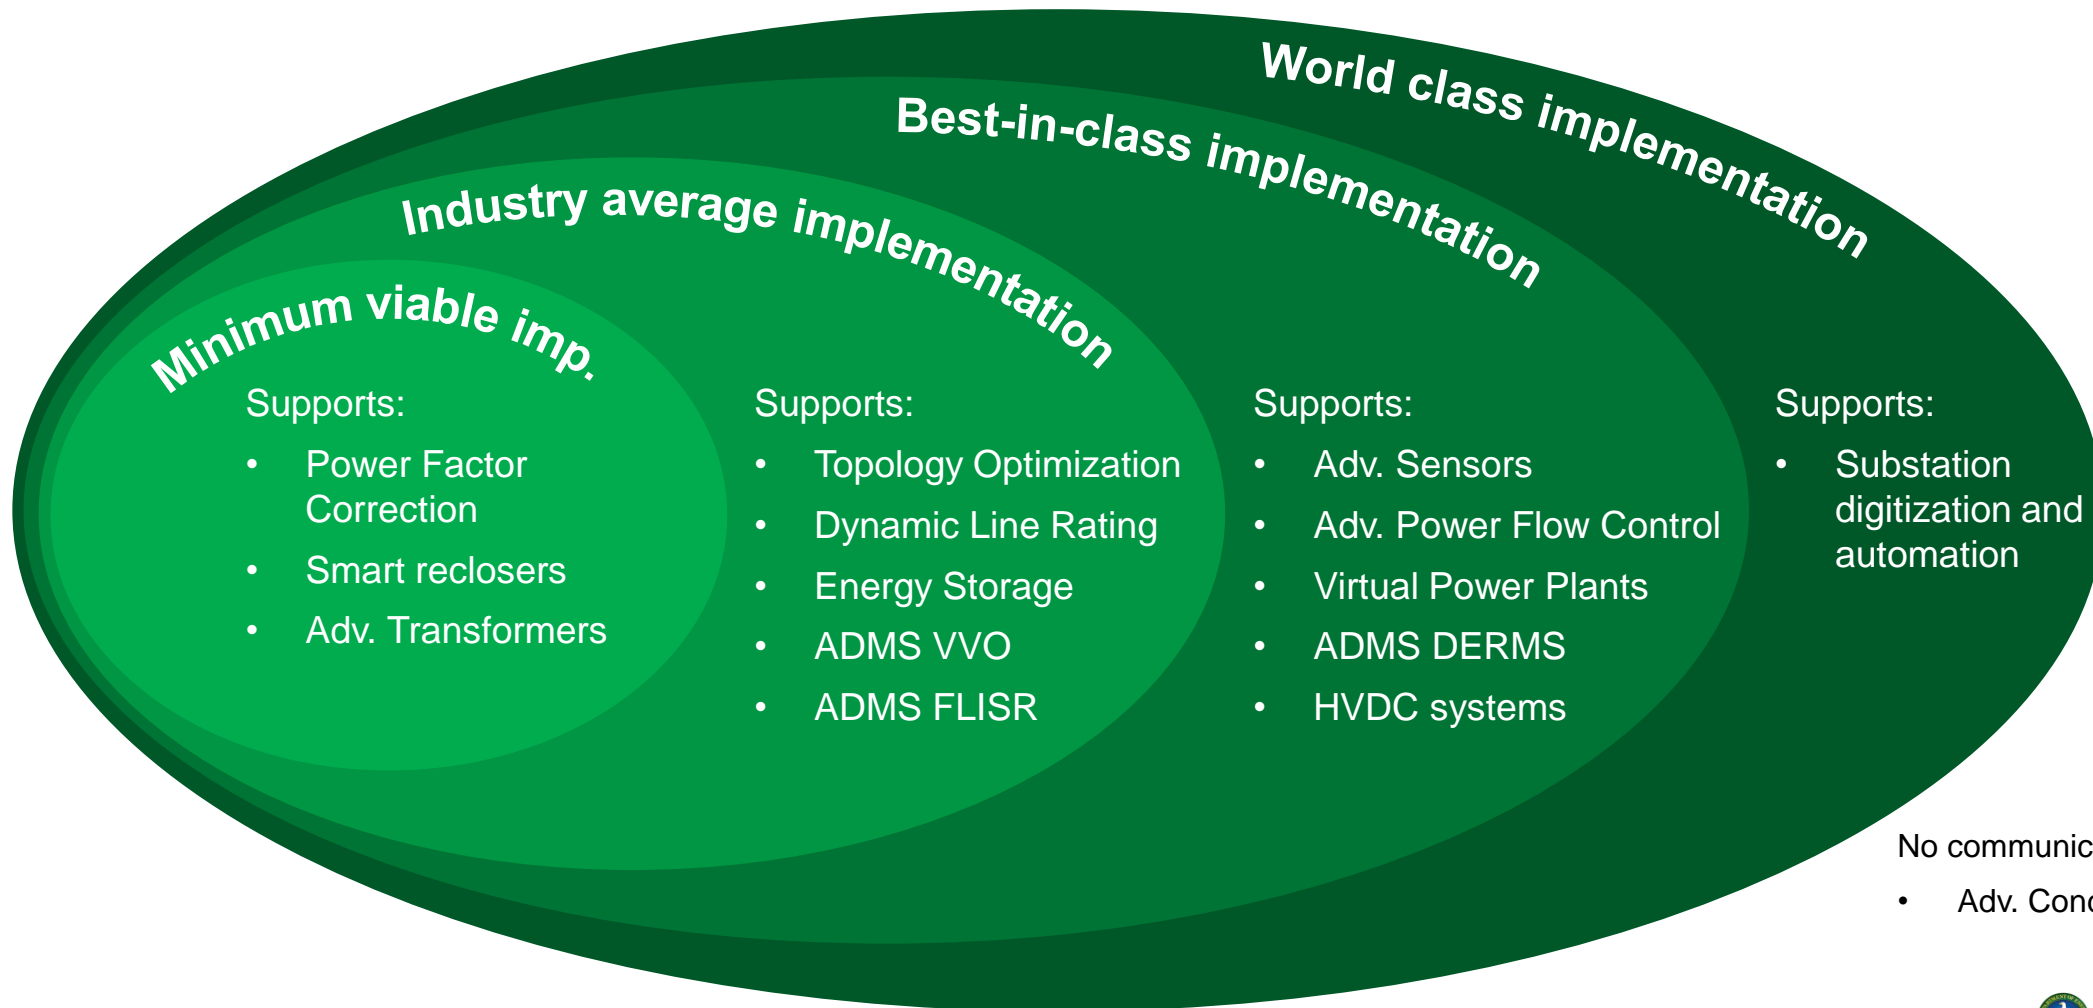 World class implementation
Best-in-class implementation
Industry average implementation
Minimum viable imp.
Supports:
• Power Factor
Correction
• Smart reclosers
• Adv. Transformers
Supports:
• Topology Optimization
• Dynamic Line Rating
• Energy Storage
• ADMS VVO
• ADMS FLISR
Supports:
• Adv. Sensors
• Adv. Power Flow Control
• Virtual Power Plants
• ADMS DERMS
• HVDC systems
Supports:
• Substation
digitization and
automation
No
• Adv.